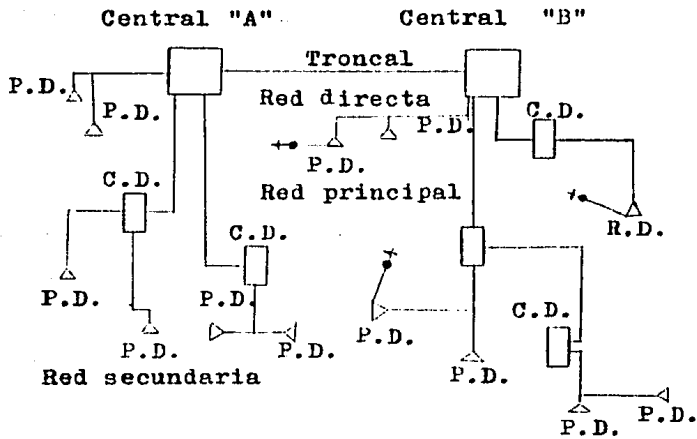 Central "A"
Central "B"
Troncal
P.D.
P.D.
Red directa
P.D.
C.D.
P.D.
C.D.
Red principal
R.D.
C.D.
P.D.
P.D.
P.D.
C.D.
P.D.
P.D.
P.D.
Red secundaria
P.D.
P.D.
P.D.